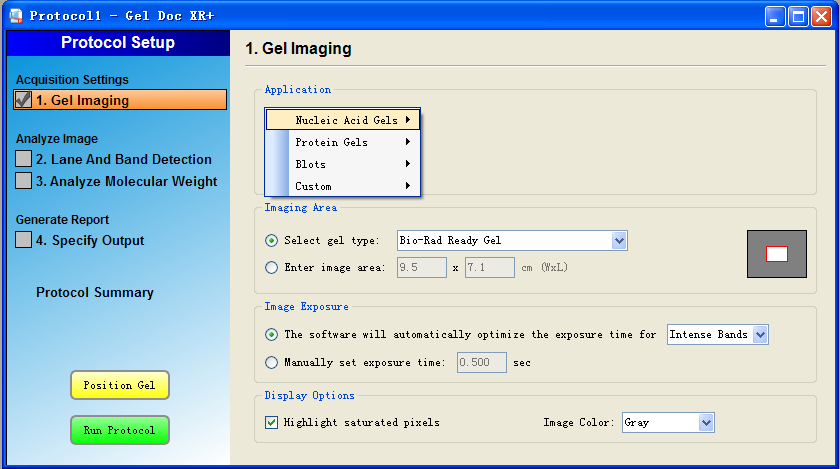 Protocol1 - Gel Doc XR+
Protocol Setup
Acquisition Settings
1. Gel Imaging
Analyze Image
2. Lane And Band Detection
3. Analyze Molecular Weight
Generate Report
4. Specify Output
Protocol Summary
Position Gel
Run Protocol
1. Gel Imaging
Application
Nucleic Acid Gels
Protein Gels
Blots
Custom
Imaging Area
Select gel type: Bio-Rad Ready Gel
Enter image area: 9.5 x 7.1 cm (WxL)
Image Exposure
The software will automatically optimize the exposure time for Intense Bands
Manually set exposure time: 0.500 sec
Display Options
Highlight saturated pixels Image Color: Gray